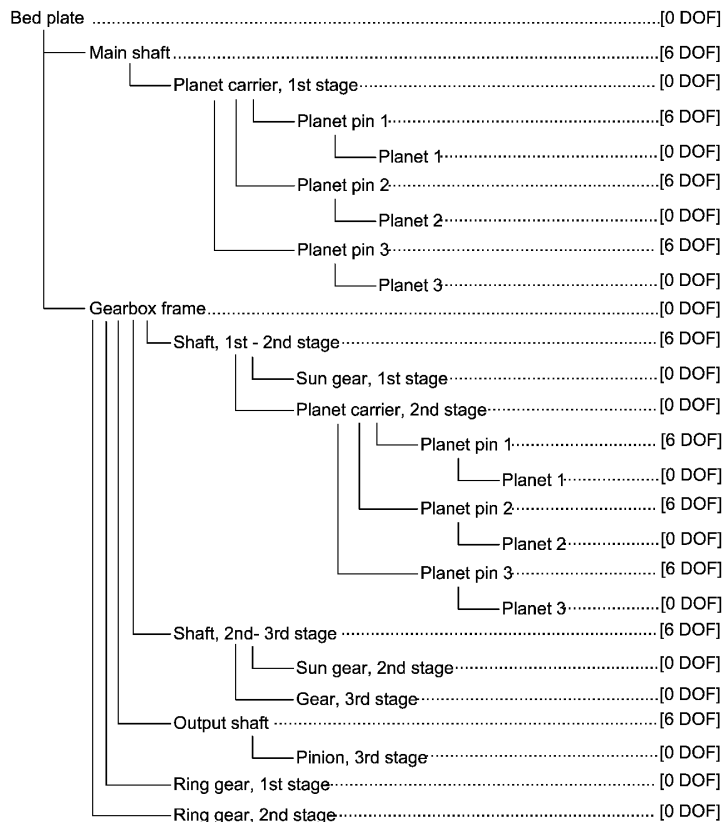 Bed plate [0 DOF]
Main shaft [6 DOF]
Planet carrier, 1st stage [0 DOF]
Planet pin 1 [6 DOF]
Planet 1 [0 DOF]
Planet pin 2 [6 DOF]
Planet 2 [0 DOF]
Planet pin 3 [6 DOF]
Planet 3 [0 DOF]
Gearbox frame [0 DOF]
Shaft, 1st - 2nd stage [6 DOF]
Sun gear, 1st stage [0 DOF]
Planet carrier, 2nd stage [0 DOF]
Planet pin 1 [6 DOF]
Planet 1 [0 DOF]
Planet pin 2 [6 DOF]
Planet 2 [0 DOF]
Planet pin 3 [6 DOF]
Planet 3 [0 DOF]
Shaft, 2nd- 3rd stage [6 DOF]
Sun gear, 2nd stage [0 DOF]
Gear, 3rd stage [0 DOF]
Output shaft [6 DOF]
Pinion, 3rd stage [0 DOF]
Ring gear, 1st stage [0 DOF]
Ring gear, 2nd stage [0 DOF]